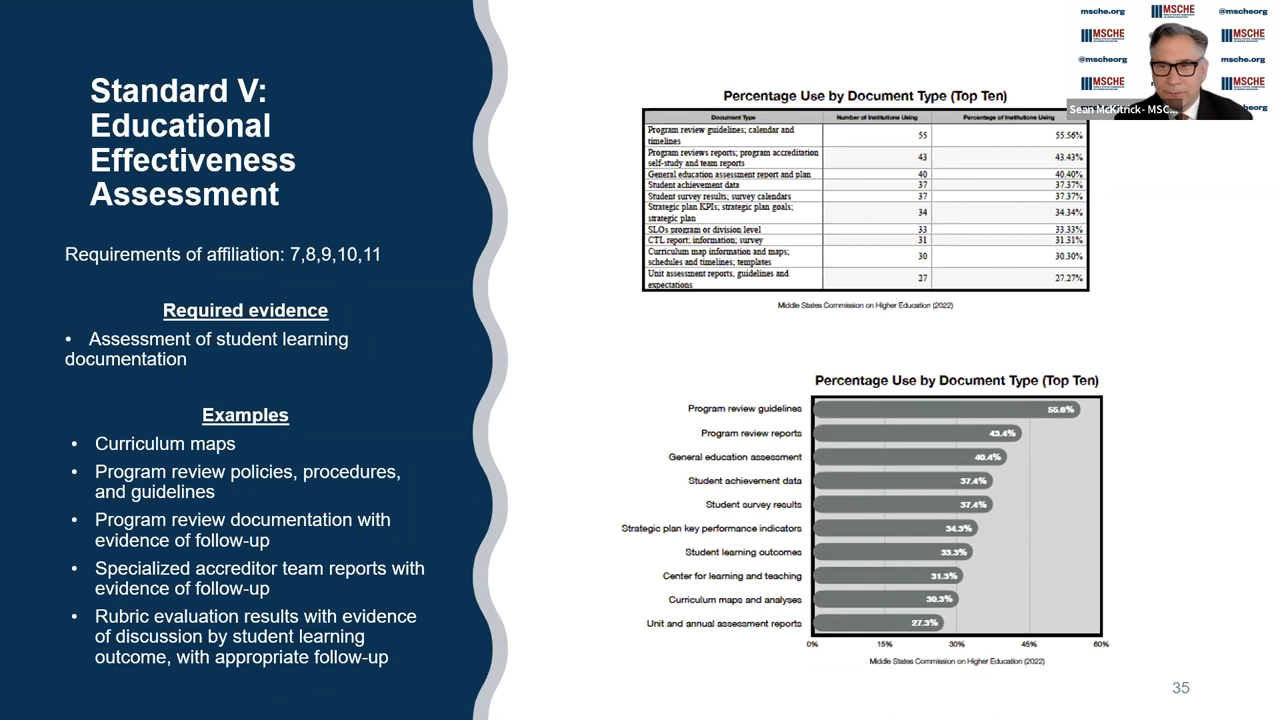 Standard V:
Educational
Effectiveness
Assessment
Requirements of affiliation: 7,8,9,10,11
Required evidence
• Assessment of student learning
documentation
Examples
• Curriculum maps
• Program review policies, procedures,
and guidelines
• Program review documentation with
evidence of follow-up
• Specialized accreditor team reports with
evidence of follow-up
• Rubric evaluation results with evidence
of discussion by student learning
outcome, with appropriate follow-up
msche.org MSCHE @mscheorg
MSCHE MSCHE
@mscheorg msche.org
MSCHE MSCHE
Sean McKitrick- MSC... eorg
Percentage Use by Document Type (Top Ten)
Document Type Number of Institutions Using Percentage of Institutions Using
Program review guidelines; calendar and
timelines 55 55.56%
Program reviews reports; program accreditation
self-study and team reports 43 43.43%
General education assessment report and plan 40 40.40%
Student achievement data 37 37.37%
Student survey results; survey calendars 37 37.37%
Strategic plan KPIs; strategic plan goals;
strategic plan 34 34.34%
SLOs program or division level 33 33.33%
CTL report; information; survey 31 31.31%
Curriculum map information and maps;
schedules and timelines; templates 30 30.30%
Unit assessment reports, guidelines and
expectations 27 27.27%
Middle States Commission on Higher Education (2022)
Percentage Use by Document Type (Top Ten)
Program review guidelines 55.6%
Program review reports 43.4%
General education assessment 40.4%
Student achievement data 37.4%
Student survey results 37.4%
Strategic plan key performance indicators 34.3%
Student learning outcomes 33.3%
Center for learning and teaching 31.3%
Curriculum maps and analyses 30.3%
Unit and annual assessment reports 27.3%
0% 15% 30% 45% 60%
Middle States Commission on Higher Education (2022)
35